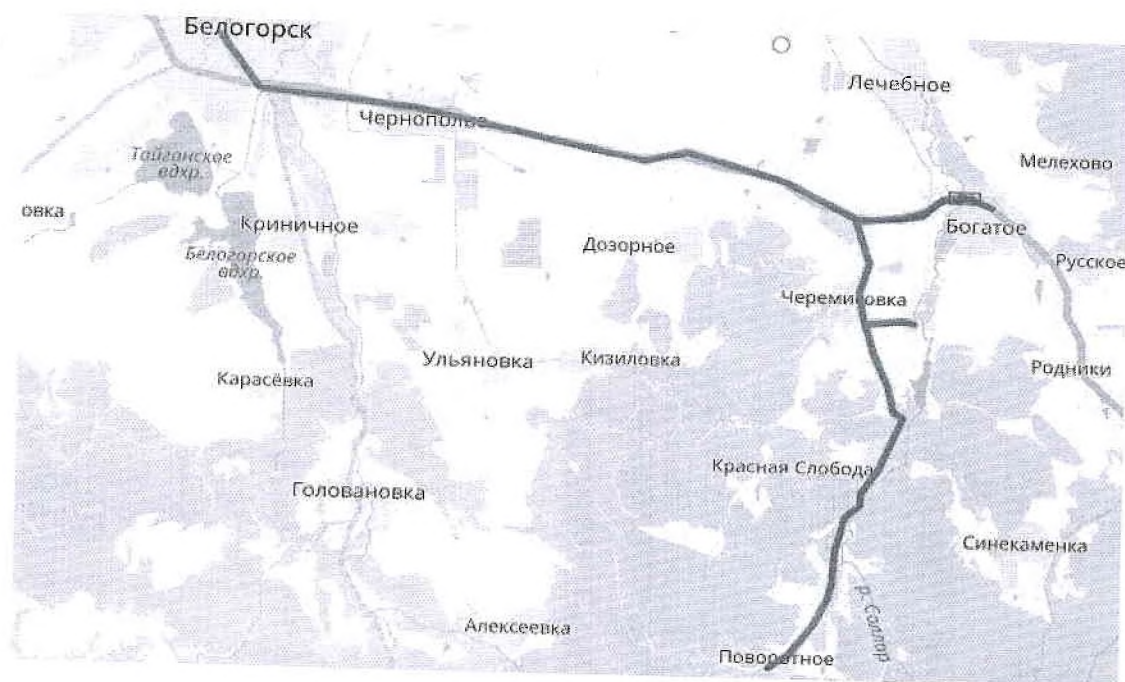 Белогорск
Лечебное
Чернополье
Тайганское
вдхр.
Мелехово
овка
Криничное
Богатое
Дозорное
Белогорское
вдхр.
Русское
Черемисовка
Ульяновка
Кизиловка
Карасёвка
Родники
Красная Слобода
Головановка
Синекаменка
р. Соллар
Алексеевка
Поворотное